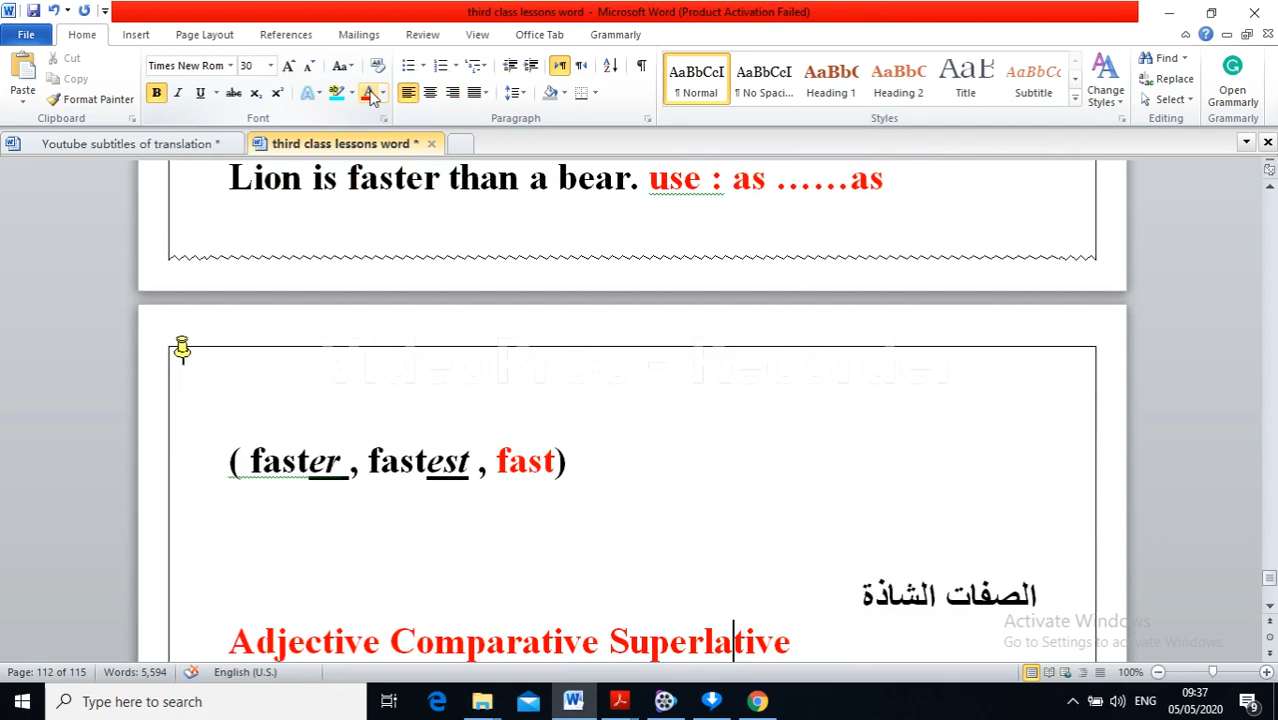 third class lessons word - Microsoft Word (Product Activation Failed)
File Home Insert Page Layout References Mailings Review View Office Tab Grammarly
Cut
Copy
Format Painter
Paste
Clipboard
Times New Rom 30
Font
Paragraph
AaBbCcI AaBbCcI AaBbC AaBbCc AaB AaBbCc
¶ Normal ¶ No Spaci... Heading 1 Heading 2 Title Subtitle
Change Styles
Styles
Find
Replace
Select
Editing
Open Grammarly
Grammarly
Youtube subtitles of translation * third class lessons word *
Lion is faster than a bear. use : as ……as
VideoProc - Recorder
( faster , fastest , fast)
الصفات الشاذة
Adjective Comparative Superlative
Activate Windows
Go to Settings to activate Windows.
Page: 112 of 115 Words: 5,594 English (U.S.) 100%
Type here to search
ENG
09:37
05/05/2020
9